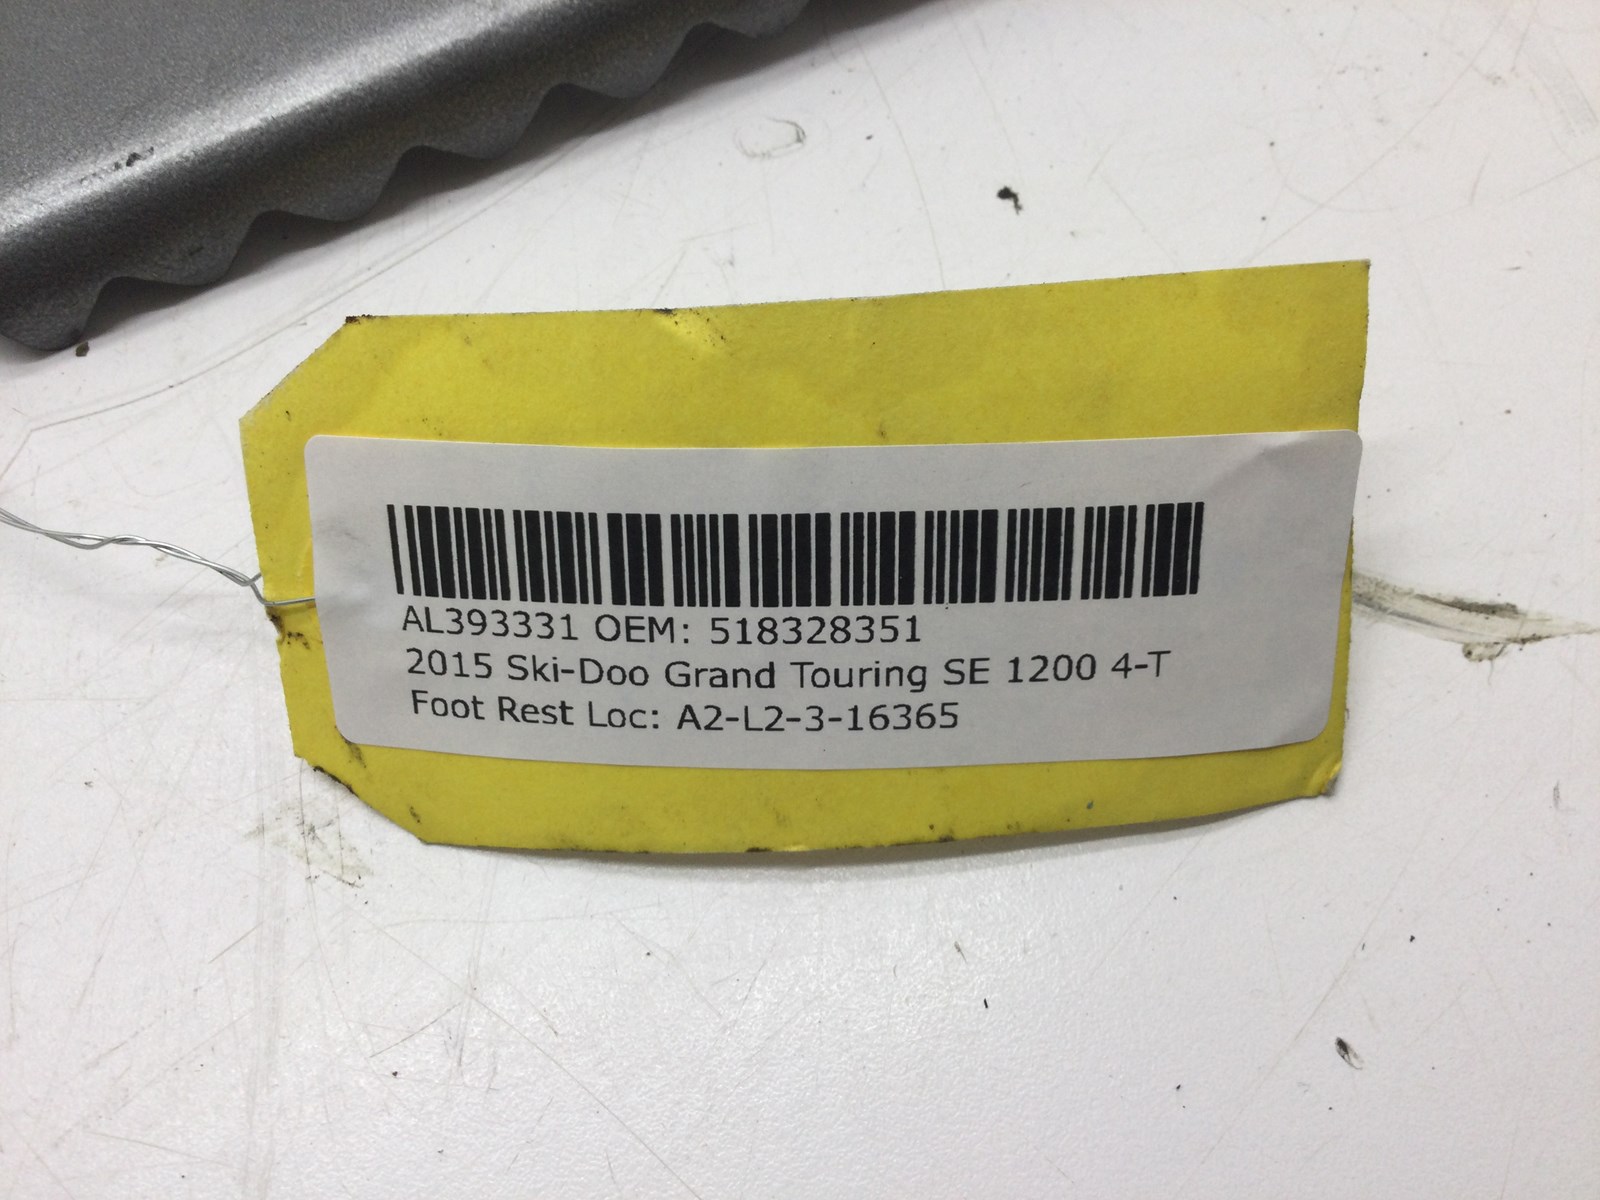 AL393331 OEM: 518328351
2015 Ski-Doo Grand Touring SE 1200 4-T
Foot Rest Loc: A2-L2-3-16365